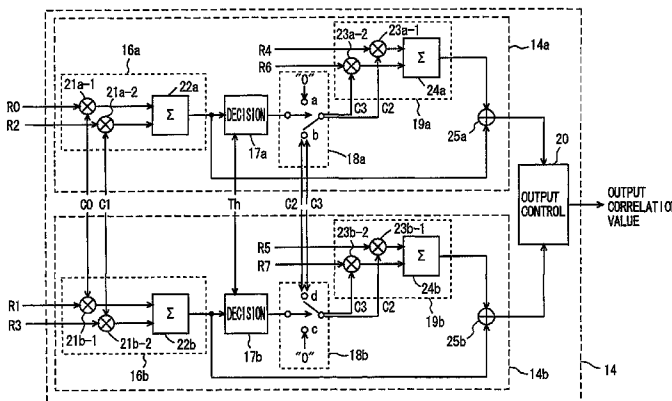 23a-2 23a-1
16a
R4
R6
14a
21a-1 21a-2 22a
"0"
Σ
24a
R0
R2
Σ
DECISION
a
b
C3 C2
19a
25a
20
17a
18a
C0 C1
Th
C2 C3
OUTPUT
CONTROL
OUTPUT
CORRELATION
VALUE
23b-2 23b-1
R5
R7
R1
R3
Σ
DECISION
d
c
Σ
24b
C3 C2
21b-1
21b-2
22b
17b
"0"
18b
19b
25b
16b
14b
14